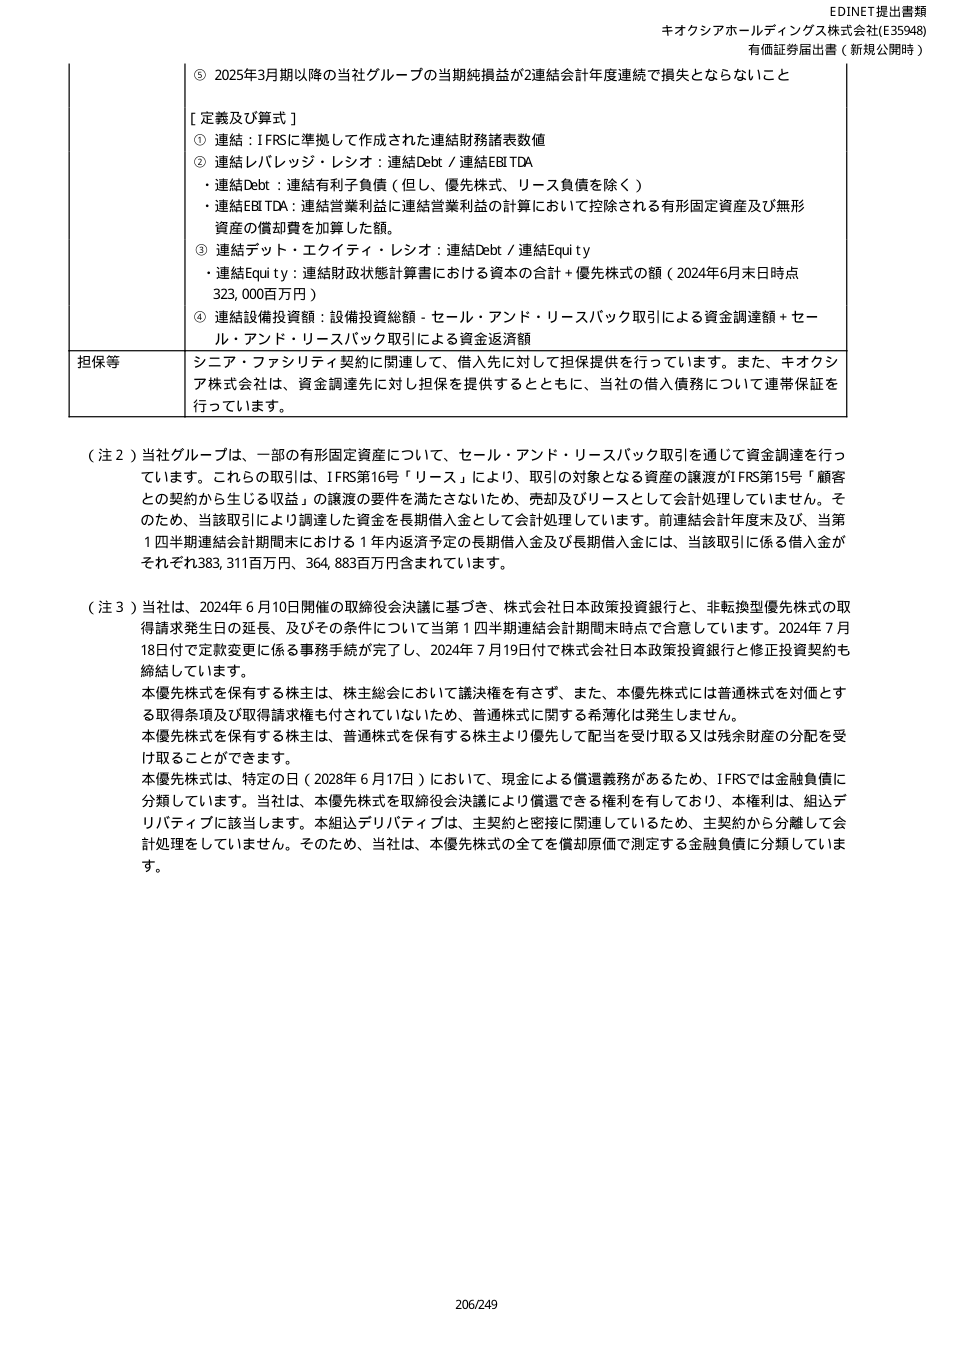 EDINET提出書類
キオクシアホールディングス株式会社(E35948)
有価証券届出書（新規公開時）
⑤ 2025年3月期以降の当社グループの当期純損益が2連結会計年度連続で損失とならないこと
[定義及び算式]
① 連結：IFRSに準拠して作成された連結財務諸表数値
② 連結レバレッジ・レシオ：連結Debt / 連結EBITDA
・連結Debt：連結有利子負債（但し、優先株式、リース負債を除く）
・連結EBITDA：連結営業利益に連結営業利益の計算において控除される有形固定資産及び無形
資産の償却費を加算した額。
③ 連結デット・エクイティ・レシオ：連結Debt / 連結Equity
・連結Equity：連結財政状態計算書における資本の合計＋優先株式の額（2024年6月末日時点
323,000百万円）
④ 連結設備投資額：設備投資総額 - セール・アンド・リースバック取引による資金調達額＋セー
ル・アンド・リースバック取引による資金返済額
担保等
シニア・ファシリティ契約に関連して、借入先に対して担保提供を行っています。また、キオクシ
ア株式会社は、資金調達先に対し担保を提供するとともに、当社の借入債務について連帯保証を
行っています。
（注２）当社グループは、一部の有形固定資産について、セール・アンド・リースバック取引を通じて資金調達を行っ
ています。これらの取引は、IFRS第16号「リース」により、取引の対象となる資産の譲渡がIFRS第15号「顧客
との契約から生じる収益」の譲渡の要件を満たさないため、売却及びリースとして会計処理していません。そ
のため、当該取引により調達した資金を長期借入金として会計処理しています。前連結会計年度末及び、当第
１四半期連結会計期間末における１年内返済予定の長期借入金及び長期借入金には、当該取引に係る借入金が
それぞれ383,311百万円、364,883百万円含まれています。
（注３）当社は、2024年６月10日開催の取締役会決議に基づき、株式会社日本政策投資銀行と、非転換型優先株式の取
得請求発生日の延長、及びその条件について当第１四半期連結会計期間末時点で合意しています。2024年７月
18日付で定款変更に係る事務手続が完了し、2024年７月19日付で株式会社日本政策投資銀行と修正投資契約も
締結しています。
本優先株式を保有する株主は、株主総会において議決権を有さず、また、本優先株式には普通株式を対価とす
る取得条項及び取得請求権も付されていないため、普通株式に関する希薄化は発生しません。
本優先株式を保有する株主は、普通株式を保有する株主より優先して配当を受け取る又は残余財産の分配を受
け取ることができます。
本優先株式は、特定の日（2028年６月17日）において、現金による償還義務があるため、IFRSでは金融負債に
分類しています。当社は、本優先株式を取締役会決議により償還できる権利を有しており、本権利は、組込デ
リバティブに該当します。本組込デリバティブは、主契約と密接に関連しているため、主契約から分離して会
計処理をしていません。そのため、当社は、本優先株式の全てを償却原価で測定する金融負債に分類していま
す。
206/249